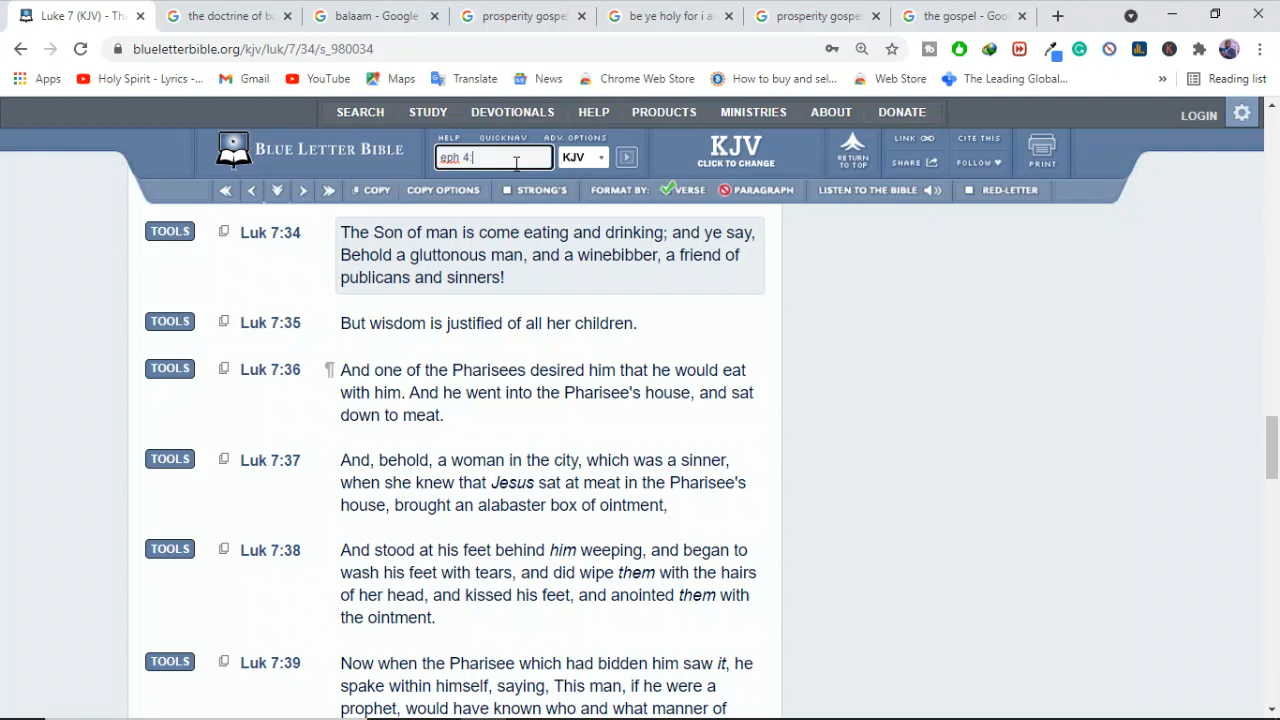 Luke 7 (KJV) - Th
the doctrine of b
balaam - Google
prosperity gospe
be ye holy for i a
prosperity gospe
the gospel - Goo
blueletterbible.org/kjv/luk/7/34/s_980034
Apps
Holy Spirit - Lyrics -...
Gmail
YouTube
Maps
Translate
News
Chrome Web Store
How to buy and sel...
Web Store
The Leading Global...
»
Reading list
SEARCH STUDY DEVOTIONALS HELP PRODUCTS MINISTRIES ABOUT DONATE
LOGIN
HELP QUICKNAV ADV. OPTIONS
BLUE LETTER BIBLE
eph 4:
KJV
KJV
CLICK TO CHANGE
RETURN
TO TOP
LINK
CITE THIS
SHARE
FOLLOW
PRINT
COPY COPY OPTIONS STRONG'S FORMAT BY: VERSE PARAGRAPH LISTEN TO THE BIBLE RED-LETTER
TOOLS Luk 7:34 The Son of man is come eating and drinking; and ye say,
Behold a gluttonous man, and a winebibber, a friend of
publicans and sinners!
TOOLS Luk 7:35 But wisdom is justified of all her children.
TOOLS Luk 7:36 ¶ And one of the Pharisees desired him that he would eat
with him. And he went into the Pharisee's house, and sat
down to meat.
TOOLS Luk 7:37 And, behold, a woman in the city, which was a sinner,
when she knew that Jesus sat at meat in the Pharisee's
house, brought an alabaster box of ointment,
TOOLS Luk 7:38 And stood at his feet behind him weeping, and began to
wash his feet with tears, and did wipe them with the hairs
of her head, and kissed his feet, and anointed them with
the ointment.
TOOLS Luk 7:39 Now when the Pharisee which had bidden him saw it, he
spake within himself, saying, This man, if he were a
prophet, would have known who and what manner of